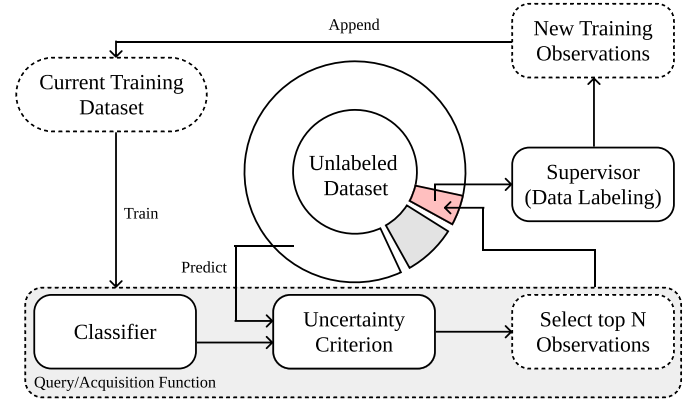 Append
New Training
Observations
Current Training
Dataset
Unlabeled
Dataset
Supervisor
(Data Labeling)
Train
Predict
Classifier
Uncertainty
Criterion
Select top N
Observations
Query/Acquisition Function